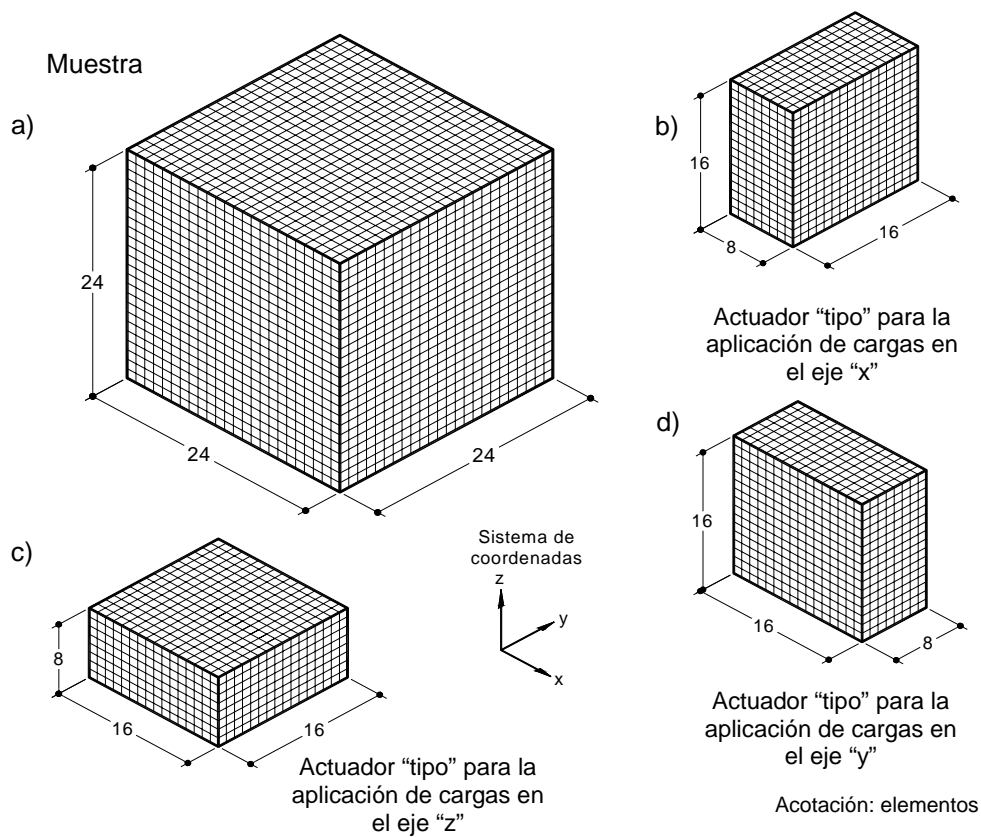 Muestra
a)
24
24
24
b)
16
8
16
Actuador “tipo” para la
aplicación de cargas en
el eje “x”
c)
8
16
16
Actuador “tipo” para la
aplicación de cargas en
el eje “z”
Sistema de
coordenadas
z
y
x
d)
16
16
8
Actuador “tipo” para la
aplicación de cargas en
el eje “y”
Acotación: elementos